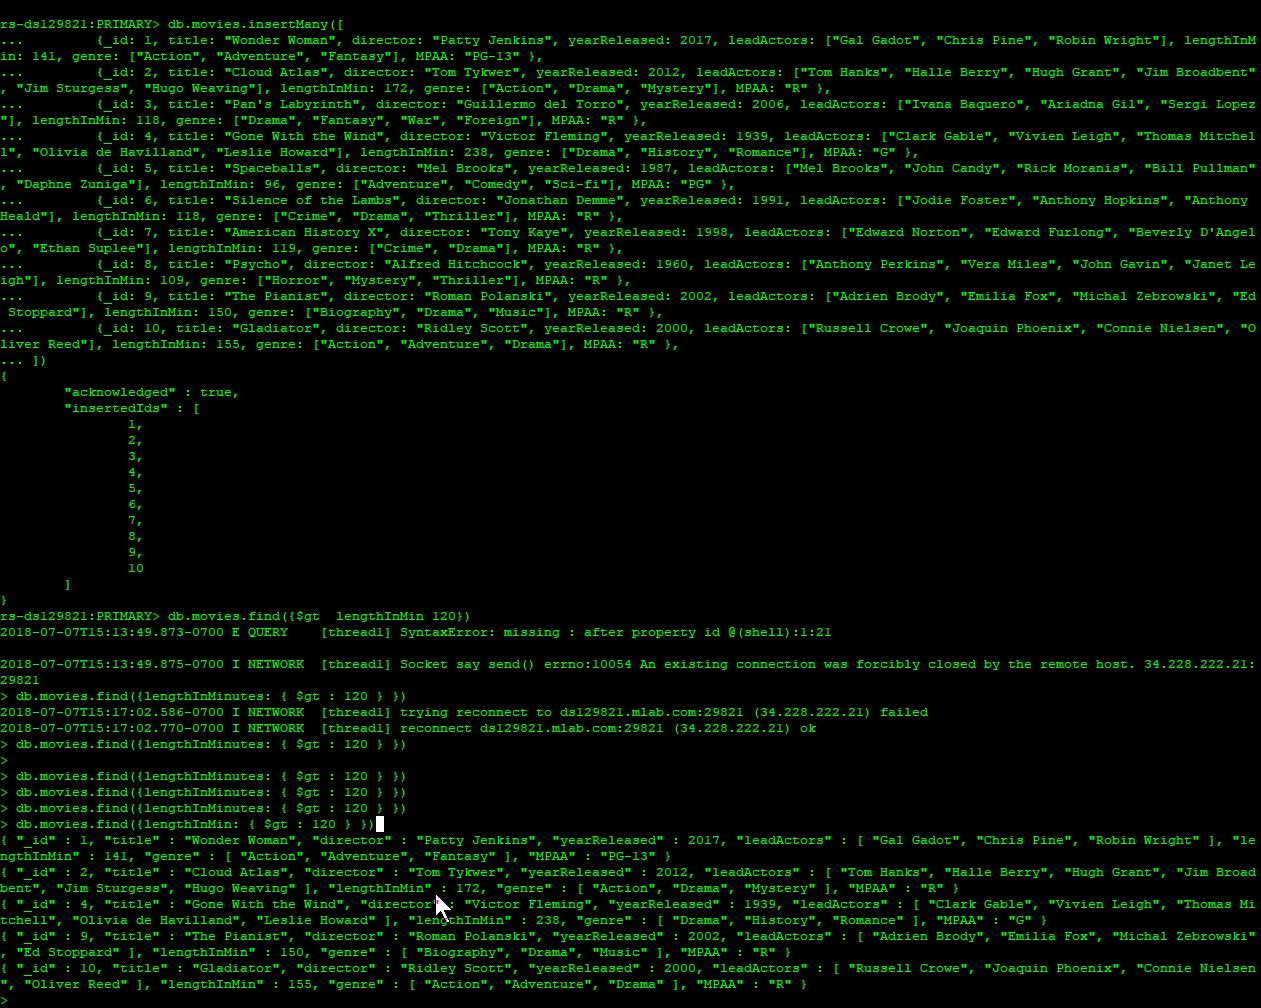 rs-ds129821:PRIMARY> db.movies.insertMany([
...         {_id: 1, title: "Wonder Woman", director: "Patty Jenkins", yearReleased: 2017, leadActors: ["Gal Gadot", "Chris Pine", "Robin Wright"], lengthInM
in: 141, genre: ["Action", "Adventure", "Fantasy"], MPAA: "PG-13" },
...         {_id: 2, title: "Cloud Atlas", director: "Tom Tykwer", yearReleased: 2012, leadActors: ["Tom Hanks", "Halle Berry", "Hugh Grant", "Jim Broadbent"
, "Jim Sturgess", "Hugo Weaving"], lengthInMin: 172, genre: ["Action", "Drama", "Mystery"], MPAA: "R" },
...         {_id: 3, title: "Pan's Labyrinth", director: "Guillermo del Torro", yearReleased: 2006, leadActors: ["Ivana Baquero", "Ariadna Gil", "Sergi Lopez
"], lengthInMin: 118, genre: ["Drama", "Fantasy", "War", "Foreign"], MPAA: "R" },
...         {_id: 4, title: "Gone With the Wind", director: "Victor Fleming", yearReleased: 1939, leadActors: ["Clark Gable", "Vivien Leigh", "Thomas Mitchel
l", "Olivia de Havilland", "Leslie Howard"], lengthInMin: 238, genre: ["Drama", "History", "Romance"], MPAA: "G" },
...         {_id: 5, title: "Spaceballs", director: "Mel Brooks", yearReleased: 1987, leadActors: ["Mel Brooks", "John Candy", "Rick Moranis", "Bill Pullman"
, "Daphne Zuniga"], lengthInMin: 96, genre: ["Adventure", "Comedy", "Sci-fi"], MPAA: "PG" },
...         {_id: 6, title: "Silence of the Lambs", director: "Jonathan Demme", yearReleased: 1991, leadActors: ["Jodie Foster", "Anthony Hopkins", "Anthony
Heald"], lengthInMin: 118, genre: ["Crime", "Drama", "Thriller"], MPAA: "R" },
...         {_id: 7, title: "American History X", director: "Tony Kaye", yearReleased: 1998, leadActors: ["Edward Norton", "Edward Furlong", "Beverly D'Angel
o", "Ethan Suplee"], lengthInMin: 119, genre: ["Crime", "Drama"], MPAA: "R" },
...         {_id: 8, title: "Psycho", director: "Alfred Hitchcock", yearReleased: 1960, leadActors: ["Anthony Perkins", "Vera Miles", "John Gavin", "Janet Le
igh"], lengthInMin: 109, genre: ["Horror", "Mystery", "Thriller"], MPAA: "R" },
...         {_id: 9, title: "The Pianist", director: "Roman Polanski", yearReleased: 2002, leadActors: ["Adrien Brody", "Emilia Fox", "Michal Zebrowski", "Ed
 Stoppard"], lengthInMin: 150, genre: ["Biography", "Drama", "Music"], MPAA: "R" },
...         {_id: 10, title: "Gladiator", director: "Ridley Scott", yearReleased: 2000, leadActors: ["Russell Crowe", "Joaquin Phoenix", "Connie Nielsen", "O
liver Reed"], lengthInMin: 155, genre: ["Action", "Adventure", "Drama"], MPAA: "R" },
... ])
{
        "acknowledged" : true,
        "insertedIds" : [
                1,
                2,
                3,
                4,
                5,
                6,
                7,
                8,
                9,
                10
        ]
}
rs-ds129821:PRIMARY> db.movies.find({$gt  lengthInMin 120})
2018-07-07T15:13:49.873-0700 E QUERY    [thread1] SyntaxError: missing : after property id @(shell):1:21
2018-07-07T15:13:49.875-0700 I NETWORK  [thread1] Socket say send() errno:10054 An existing connection was forcibly closed by the remote host. 34.228.222.21:
29821
> db.movies.find({lengthInMinutes: { $gt : 120 } })
2018-07-07T15:17:02.586-0700 I NETWORK  [thread1] trying reconnect to ds129821.mlab.com:29821 (34.228.222.21) failed
2018-07-07T15:17:02.770-0700 I NETWORK  [thread1] reconnect ds129821.mlab.com:29821 (34.228.222.21) ok
> db.movies.find({lengthInMinutes: { $gt : 120 } })
>
> db.movies.find({lengthInMinutes: { $gt : 120 } })
> db.movies.find({lengthInMinutes: { $gt : 120 } })
> db.movies.find({lengthInMinutes: { $gt : 120 } })
> db.movies.find({lengthInMin: { $gt : 120 } })
{ "_id" : 1, "title" : "Wonder Woman", "director" : "Patty Jenkins", "yearReleased" : 2017, "leadActors" : [ "Gal Gadot", "Chris Pine", "Robin Wright" ], "le
ngthInMin" : 141, "genre" : [ "Action", "Adventure", "Fantasy" ], "MPAA" : "PG-13" }
{ "_id" : 2, "title" : "Cloud Atlas", "director" : "Tom Tykwer", "yearReleased" : 2012, "leadActors" : [ "Tom Hanks", "Halle Berry", "Hugh Grant", "Jim Broad
bent", "Jim Sturgess", "Hugo Weaving" ], "lengthInMin" : 172, "genre" : [ "Action", "Drama", "Mystery" ], "MPAA" : "R" }
{ "_id" : 4, "title" : "Gone With the Wind", "director" : "Victor Fleming", "yearReleased" : 1939, "leadActors" : [ "Clark Gable", "Vivien Leigh", "Thomas Mi
tchell", "Olivia de Havilland", "Leslie Howard" ], "lengthInMin" : 238, "genre" : [ "Drama", "History", "Romance" ], "MPAA" : "G" }
{ "_id" : 9, "title" : "The Pianist", "director" : "Roman Polanski", "yearReleased" : 2002, "leadActors" : [ "Adrien Brody", "Emilia Fox", "Michal Zebrowski"
, "Ed Stoppard" ], "lengthInMin" : 150, "genre" : [ "Biography", "Drama", "Music" ], "MPAA" : "R" }
{ "_id" : 10, "title" : "Gladiator", "director" : "Ridley Scott", "yearReleased" : 2000, "leadActors" : [ "Russell Crowe", "Joaquin Phoenix", "Connie Nielsen
", "Oliver Reed" ], "lengthInMin" : 155, "genre" : [ "Action", "Adventure", "Drama" ], "MPAA" : "R" }
>